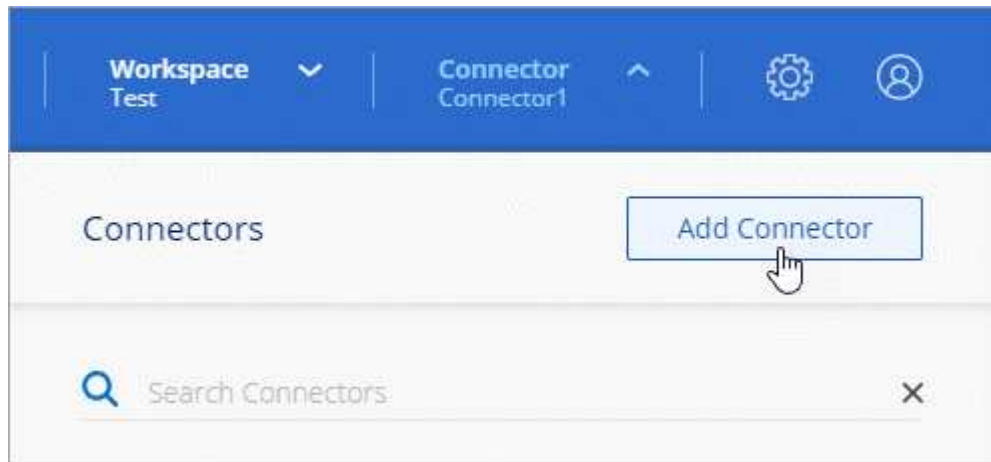 Workspace
Test
Connector
Connector1
Connectors
Add Connector
Search Connectors